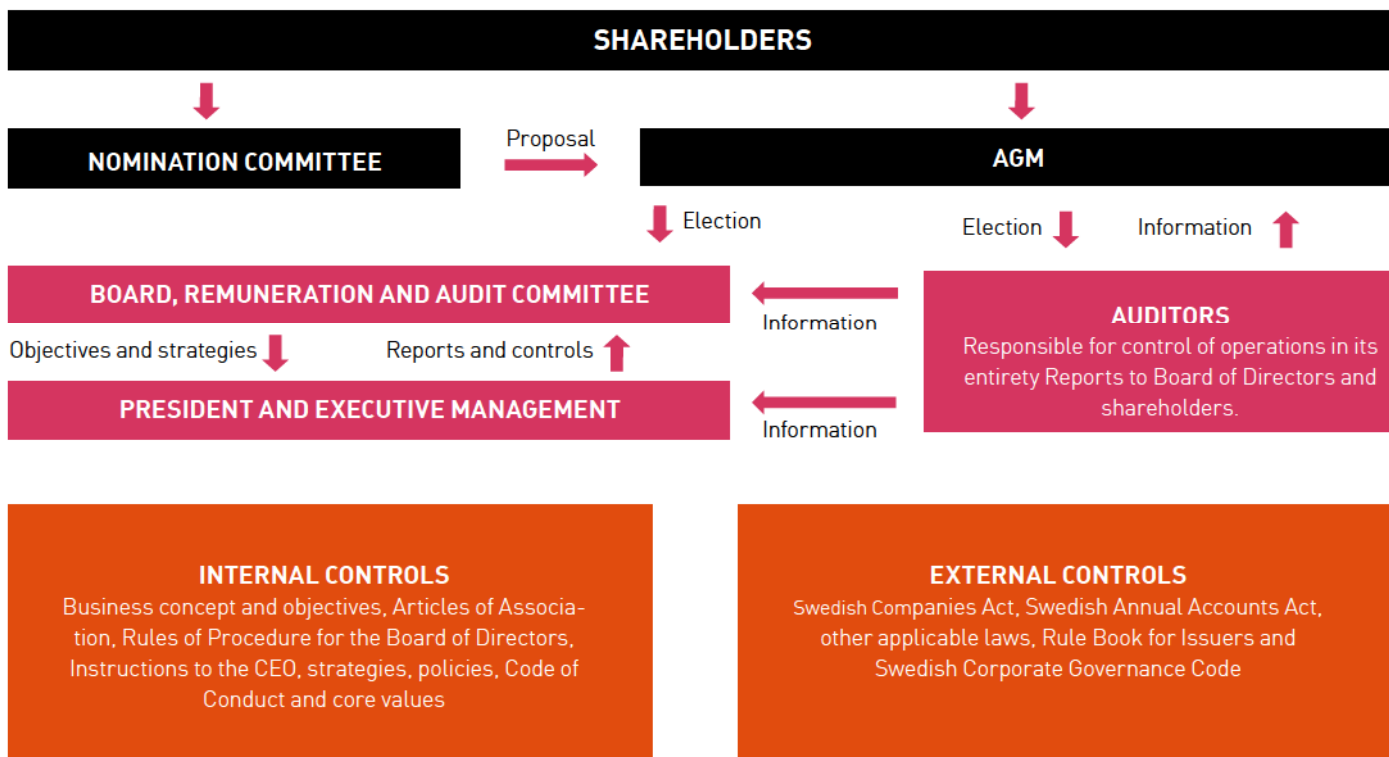 SHAREHOLDERS
NOMINATION COMMITTEE
Proposal
AGM
Election
Election
Information
BOARD, REMUNERATION AND AUDIT COMMITTEE
Information
AUDITORS
Responsible for control of operations in its
entirety Reports to Board of Directors and
shareholders.
Objectives and strategies
Reports and controls
PRESIDENT AND EXECUTIVE MANAGEMENT
Information
INTERNAL CONTROLS
Business concept and objectives, Articles of Associa-
tion, Rules of Procedure for the Board of Directors,
Instructions to the CEO, strategies, policies, Code of
Conduct and core values
EXTERNAL CONTROLS
Swedish Companies Act, Swedish Annual Accounts Act,
other applicable laws, Rule Book for Issuers and
Swedish Corporate Governance Code